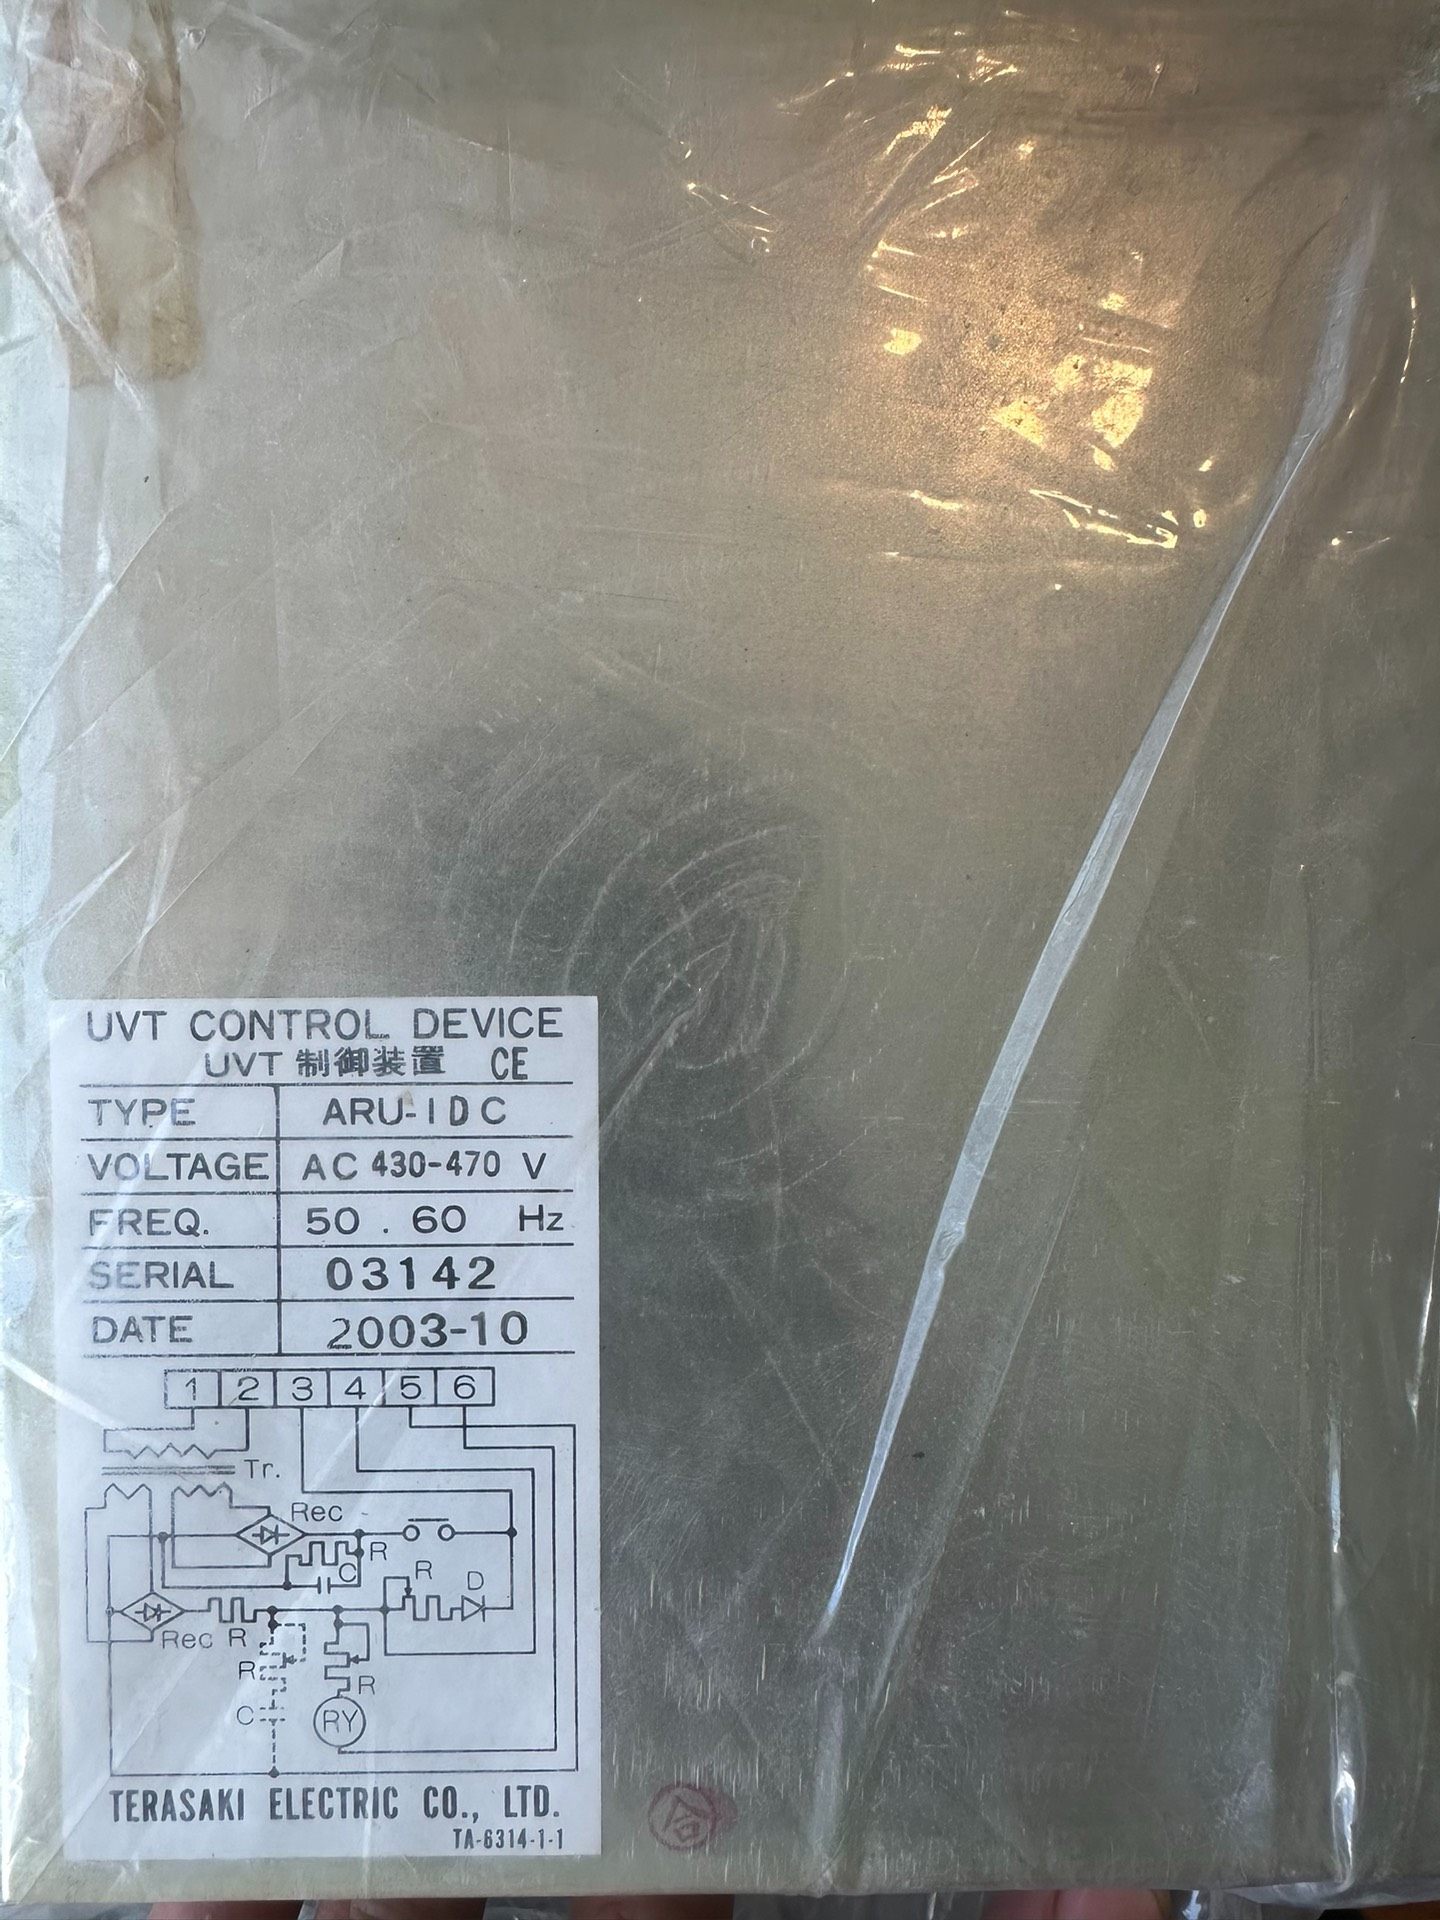 UVT CONTROL DEVICE
UVT 制御装置 CE
TYPE ARU-1DC
VOLTAGE AC 430-470 V
FREQ. 50 . 60 Hz
SERIAL 03142
DATE 2003-10
1 2 3 4 5 6
Tr.
Rec
R
C
R
D
Rec R
R
R
C
RY
TERASAKI ELECTRIC CO., LTD.
TA-6314-1-1
合